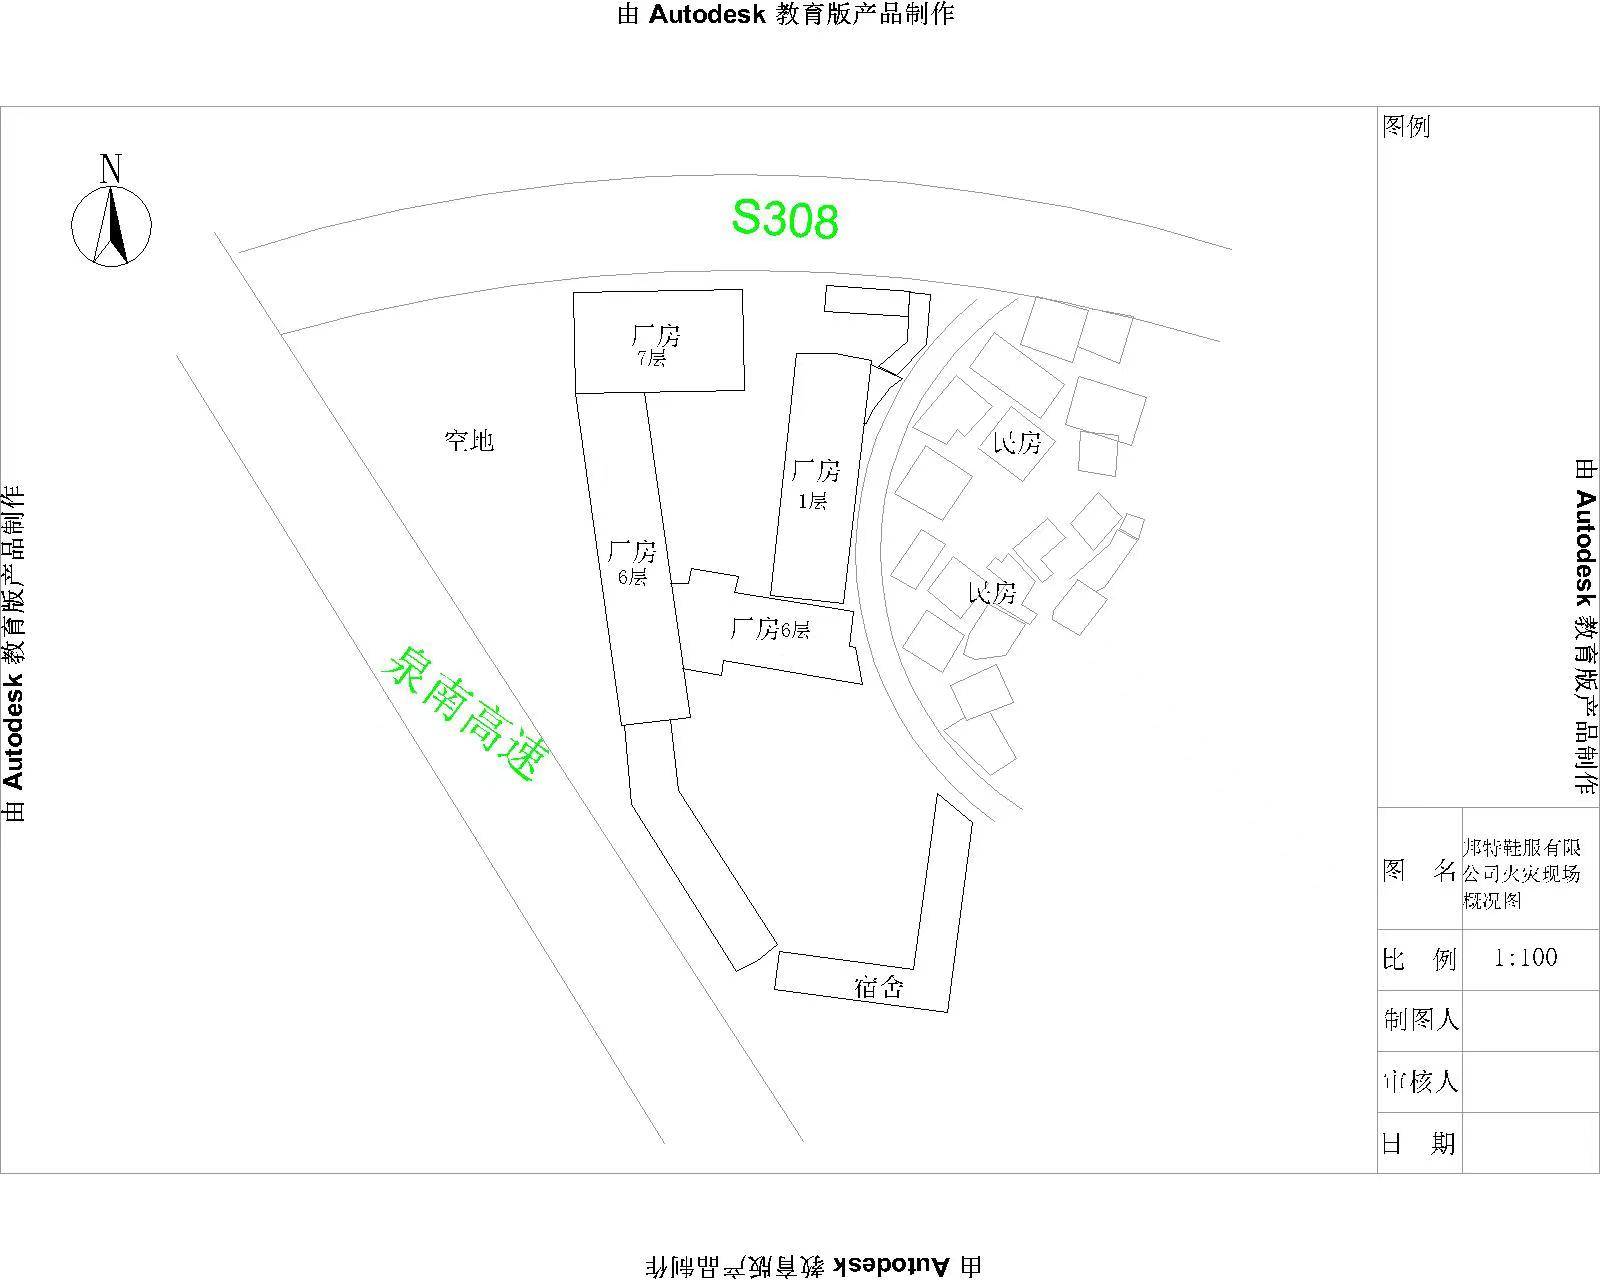 由 Autodesk 教育版产品制作
图例
N
S308
厂房
7层
空地
民房
厂房
1层
厂房
6层
民房
厂房6层
泉南高速
宿舍
由 Autodesk 教育版产品制作
由 Autodesk 教育版产品制作
图 名
邦特鞋服有限
公司火灾现场
概况图
比 例
1:100
制图人
审核人
日 期
由 Autodesk 教育版产品制作